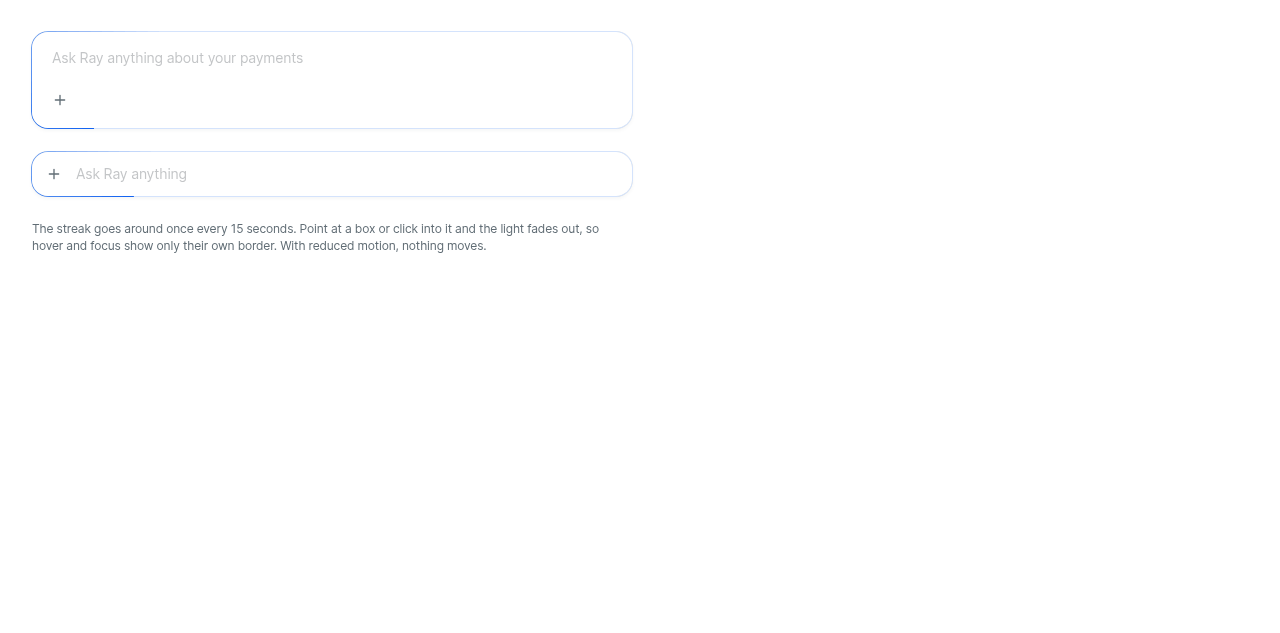 Ask Ray anything about your payments
Ask Ray anything
The streak goes around once every 15 seconds. Point at a box or click into it and the light fades out, so
hover and focus show only their own border. With reduced motion, nothing moves.